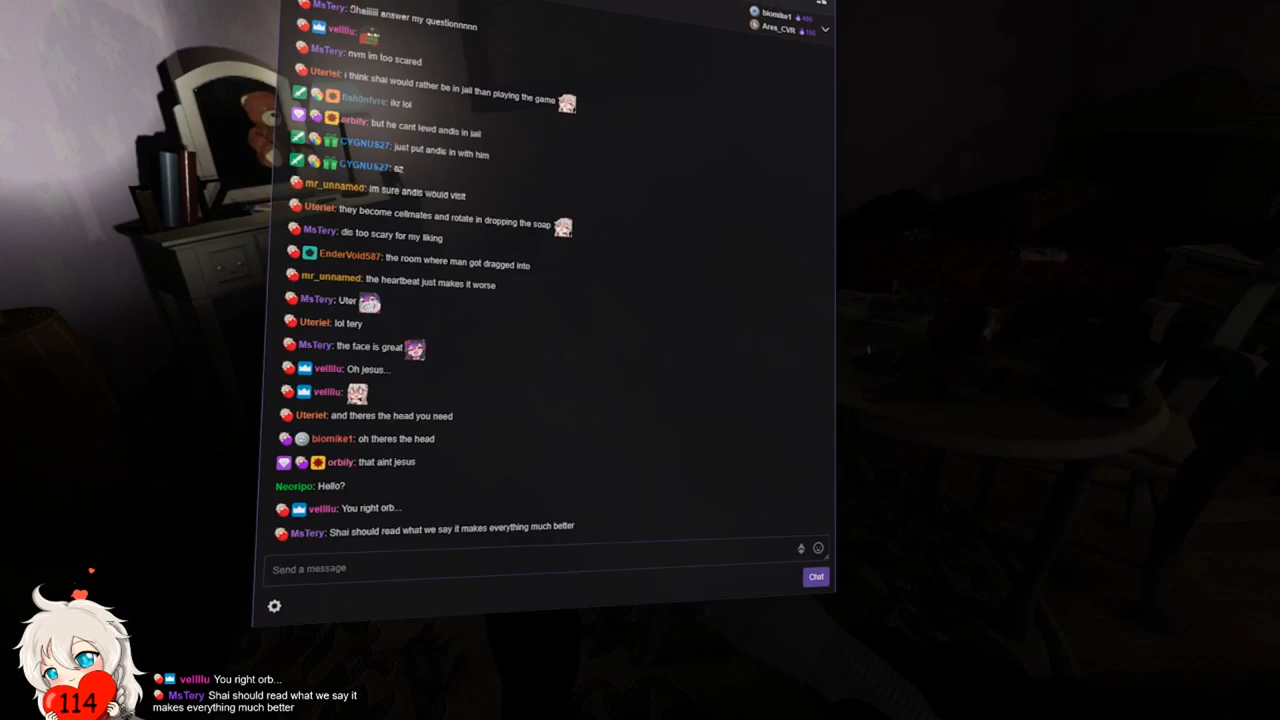 MsTery: Shaiiiiii answer my questionnnnn
biomike1
Ares_CVR
vellllu:
MsTery: nvm im too scared
Uteriel: i think shai would rather be in jail than playing the game
fish0nfyre: ikr lol
orbily: but he cant lewd andis in jail
CYGNUS27: just put andis in with him
CYGNUS27: az
mr_unnamed: im sure andis would visit
Uteriel: they become cellmates and rotate in dropping the soap
MsTery: dis too scary for my liking
EnderVoid587: the room where man got dragged into
mr_unnamed: the heartbeat just makes it worse
MsTery: Uter
Uteriel: lol tery
MsTery: the face is great
vellllu: Oh jesus...
vellllu:
Uteriel: and theres the head you need
biomike1: oh theres the head
orbily: that aint jesus
Neoripo: Hello?
vellllu: You right orb...
MsTery: Shai should read what we say it makes everything much better
Send a message
Chat
vellllu You right orb...
MsTery Shai should read what we say it
makes everything much better
114